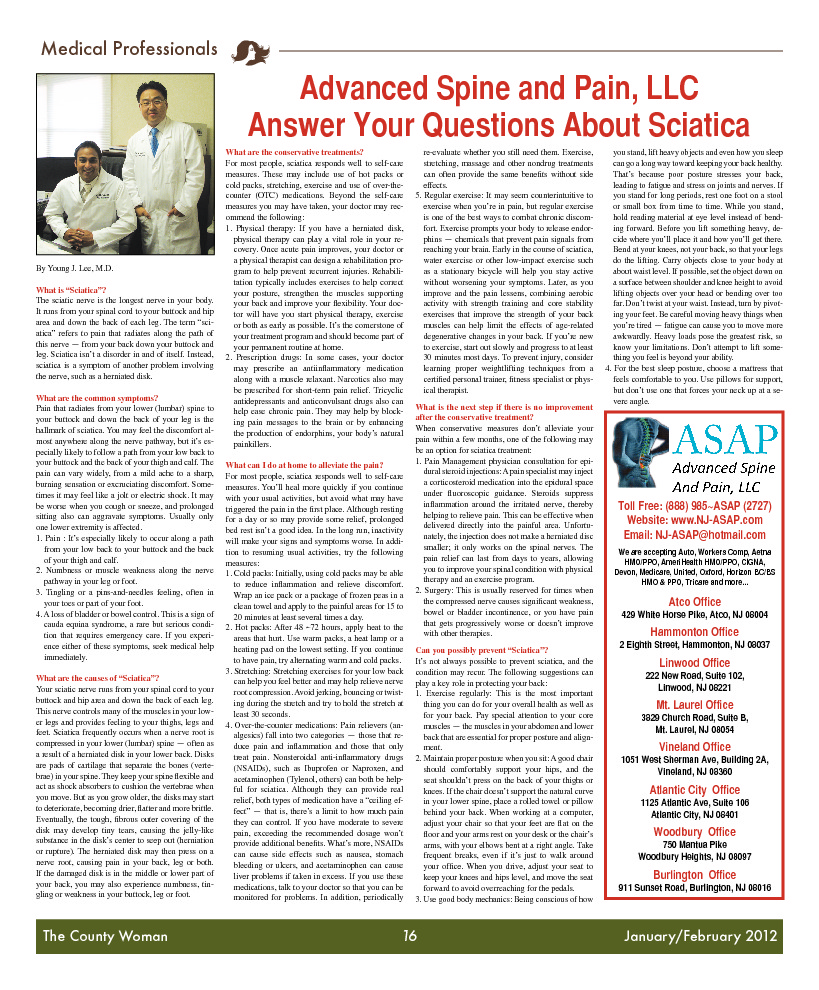 Medical Professionals
Advanced Spine and Pain, LLC
Answer Your Questions About Sciatica
By Young J. Lee, M.D.
What is “Sciatica”?
The sciatic nerve is the longest nerve in your body.
It runs from your spinal cord to your buttock and hip
area and down the back of each leg. The term “sci-
atica” refers to pain that radiates along the path of
this nerve — from your back down your buttock and
leg. Sciatica isn’t a disorder in and of itself. Instead,
sciatica is a symptom of another problem involving
the nerve, such as a herniated disk.
What are the common symptoms?
Pain that radiates from your lower (lumbar) spine to
your buttock and down the back of your leg is the
hallmark of sciatica. You may feel the discomfort al-
most anywhere along the nerve pathway, but it’s es-
pecially likely to follow a path from your low back to
your buttock and the back of your thigh and calf. The
pain can vary widely, from a mild ache to a sharp,
burning sensation or excruciating discomfort. Some-
times it may feel like a jolt or electric shock. It may
be worse when you cough or sneeze, and prolonged
sitting also can aggravate symptoms. Usually only
one lower extremity is affected.
1. Pain : It’s especially likely to occur along a path
from your low back to your buttock and the back
of your thigh and calf.
2. Numbness or muscle weakness along the nerve
pathway in your leg or foot.
3. Tingling or a pins-and-needles feeling, often in
your toes or part of your foot.
4. A loss of bladder or bowel control. This is a sign of
cauda equina syndrome, a rare but serious condi-
tion that requires emergency care. If you experi-
ence either of these symptoms, seek medical help
immediately.
What are the causes of “Sciatica”?
Your sciatic nerve runs from your spinal cord to your
buttock and hip area and down the back of each leg.
This nerve controls many of the muscles in your low-
er legs and provides feeling to your thighs, legs and
feet. Sciatica frequently occurs when a nerve root is
compressed in your lower (lumbar) spine — often as
a result of a herniated disk in your lower back. Disks
are pads of cartilage that separate the bones (verte-
brae) in your spine. They keep your spine flexible and
act as shock absorbers to cushion the vertebrae when
you move. But as you grow older, the disks may start
to deteriorate, becoming drier, flatter and more brittle.
Eventually, the tough, fibrous outer covering of the
disk may develop tiny tears, causing the jelly-like
substance in the disk’s center to seep out (herniation
or rupture). The herniated disk may then press on a
nerve root, causing pain in your back, leg or both.
If the damaged disk is in the middle or lower part of
your back, you may also experience numbness, tin-
gling or weakness in your buttock, leg or foot.
What are the conservative treatments?
For most people, sciatica responds well to self-care
measures. These may include use of hot packs or
cold packs, stretching, exercise and use of over-the-
counter (OTC) medications. Beyond the self-care
measures you may have taken, your doctor may rec-
ommend the following:
1. Physical therapy: If you have a herniated disk,
physical therapy can play a vital role in your re-
covery. Once acute pain improves, your doctor or
a physical therapist can design a rehabilitation pro-
gram to help prevent recurrent injuries. Rehabili-
tation typically includes exercises to help correct
your posture, strengthen the muscles supporting
your back and improve your flexibility. Your doc-
tor will have you start physical therapy, exercise
or both as early as possible. It’s the cornerstone of
your treatment program and should become part of
your permanent routine at home.
2. Prescription drugs: In some cases, your doctor
may prescribe an antiinflammatory medication
along with a muscle relaxant. Narcotics also may
be prescribed for short-term pain relief. Tricyclic
antidepressants and anticonvulsant drugs also can
help ease chronic pain. They may help by block-
ing pain messages to the brain or by enhancing
the production of endorphins, your body’s natural
painkillers.
What can I do at home to alleviate the pain?
For most people, sciatica responds well to self-care
measures. You’ll heal more quickly if you continue
with your usual activities, but avoid what may have
triggered the pain in the first place. Although resting
for a day or so may provide some relief, prolonged
bed rest isn’t a good idea. In the long run, inactivity
will make your signs and symptoms worse. In addi-
tion to resuming usual activities, try the following
measures:
1. Cold packs: Initially, using cold packs may be able
to reduce inflammation and relieve discomfort.
Wrap an ice pack or a package of frozen peas in a
clean towel and apply to the painful areas for 15 to
20 minutes at least several times a day.
2. Hot packs: After 48 ~72 hours, apply heat to the
areas that hurt. Use warm packs, a heat lamp or a
heating pad on the lowest setting. If you continue
to have pain, try alternating warm and cold packs.
3. Stretching: Stretching exercises for your low back
can help you feel better and may help relieve nerve
root compression. Avoid jerking, bouncing or twist-
ing during the stretch and try to hold the stretch at
least 30 seconds.
4. Over-the-counter medications: Pain relievers (an-
algesics) fall into two categories — those that re-
duce pain and inflammation and those that only
treat pain. Nonsteroidal anti-inflammatory drugs
(NSAIDs), such as Ibuprofen or Naproxen, and
acetaminophen (Tylenol, others) can both be help-
ful for sciatica. Although they can provide real
relief, both types of medication have a “ceiling ef-
fect” — that is, there’s a limit to how much pain
they can control. If you have moderate to severe
pain, exceeding the recommended dosage won’t
provide additional benefits. What’s more, NSAIDs
can cause side effects such as nausea, stomach
bleeding or ulcers, and acetaminophen can cause
liver problems if taken in excess. If you use these
medications, talk to your doctor so that you can be
monitored for problems. In addition, periodically
re-evaluate whether you still need them. Exercise,
stretching, massage and other nondrug treatments
can often provide the same benefits without side
effects.
5. Regular exercise: It may seem counterintuitive to
exercise when you’re in pain, but regular exercise
is one of the best ways to combat chronic discom-
fort. Exercise prompts your body to release endor-
phins — chemicals that prevent pain signals from
reaching your brain. Early in the course of sciatica,
water exercise or other low-impact exercise such
as a stationary bicycle will help you stay active
without worsening your symptoms. Later, as you
improve and the pain lessens, combining aerobic
activity with strength training and core stability
exercises that improve the strength of your back
muscles can help limit the effects of age-related
degenerative changes in your back. If you’re new
to exercise, start out slowly and progress to at least
30 minutes most days. To prevent injury, consider
learning proper weightlifting techniques from a
certified personal trainer, fitness specialist or phys-
ical therapist.
What is the next step if there is no improvement
after the conservative treatment?
When conservative measures don’t alleviate your
pain within a few months, one of the following may
be an option for sciatica treatment:
1. Pain Management physician consultation for epi-
dural steroid injections: A pain specialist may inject
a corticosteroid medication into the epidural space
under fluoroscopic guidance. Steroids suppress
inflammation around the irritated nerve, thereby
helping to relieve pain. This can be effective when
delivered directly into the painful area. Unfortu-
nately, the injection does not make a herniated disc
smaller; it only works on the spinal nerves. The
pain relief can last from days to years, allowing
you to improve your spinal condition with physical
therapy and an exercise program.
2. Surgery: This is usually reserved for times when
the compressed nerve causes significant weakness,
bowel or bladder incontinence, or you have pain
that gets progressively worse or doesn’t improve
with other therapies.
Can you possibly prevent “Sciatica”?
It’s not always possible to prevent sciatica, and the
condition may recur. The following suggestions can
play a key role in protecting your back:
1. Exercise regularly: This is the most important
thing you can do for your overall health as well as
for your back. Pay special attention to your core
muscles — the muscles in your abdomen and lower
back that are essential for proper posture and align-
ment.
2. Maintain proper posture when you sit: A good chair
should comfortably support your hips, and the
seat shouldn’t press on the back of your thighs or
knees. If the chair doesn’t support the natural curve
in your lower spine, place a rolled towel or pillow
behind your back. When working at a computer,
adjust your chair so that your feet are flat on the
floor and your arms rest on your desk or the chair’s
arms, with your elbows bent at a right angle. Take
frequent breaks, even if it’s just to walk around
your office. When you drive, adjust your seat to
keep your knees and hips level, and move the seat
forward to avoid overreaching for the pedals.
3. Use good body mechanics: Being conscious of how
you stand, lift heavy objects and even how you sleep
can go a long way toward keeping your back healthy.
That’s because poor posture stresses your back,
leading to fatigue and stress on joints and nerves. If
you stand for long periods, rest one foot on a stool
or small box from time to time. While you stand,
hold reading material at eye level instead of bend-
ing forward. Before you lift something heavy, de-
cide where you’ll place it and how you’ll get there.
Bend at your knees, not your back, so that your legs
do the lifting. Carry objects close to your body at
about waist level. If possible, set the object down on
a surface between shoulder and knee height to avoid
lifting objects over your head or bending over too
far. Don’t twist at your waist. Instead, turn by pivot-
ing your feet. Be careful moving heavy things when
you’re tired — fatigue can cause you to move more
awkwardly. Heavy loads pose the greatest risk, so
know your limitations. Don’t attempt to lift some-
thing you feel is beyond your ability.
4. For the best sleep posture, choose a mattress that
feels comfortable to you. Use pillows for support,
but don’t use one that forces your neck up at a se-
vere angle.
ASAP
Advanced Spine
And Pain, LLC
Toll Free: (888) 985~ASAP (2727)
Website: www.NJ-ASAP.com
Email: NJ-ASAP@hotmail.com
We are accepting Auto, Workers Comp, Aetna
HMO/PPO, AmeriHealth HMO/PPO, CIGNA,
Devon, Medicare, United, Oxford, Horizon BC/BS
HMO & PPO, Tricare and more...
Atco Office
429 White Horse Pike, Atco, NJ 08004
Hammonton Office
2 Eighth Street, Hammonton, NJ 08037
Linwood Office
222 New Road, Suite 102,
Linwood, NJ 08221
Mt. Laurel Office
3829 Church Road, Suite B,
Mt. Laurel, NJ 08054
Vineland Office
1051 West Sherman Ave, Building 2A,
Vineland, NJ 08360
Atlantic City Office
1125 Atlantic Ave, Suite 106
Atlantic City, NJ 08401
Woodbury Office
750 Mantua Pike
Woodbury Heights, NJ 08097
Burlington Office
911 Sunset Road, Burlington, NJ 08016
The County Woman
16
January/February 2012